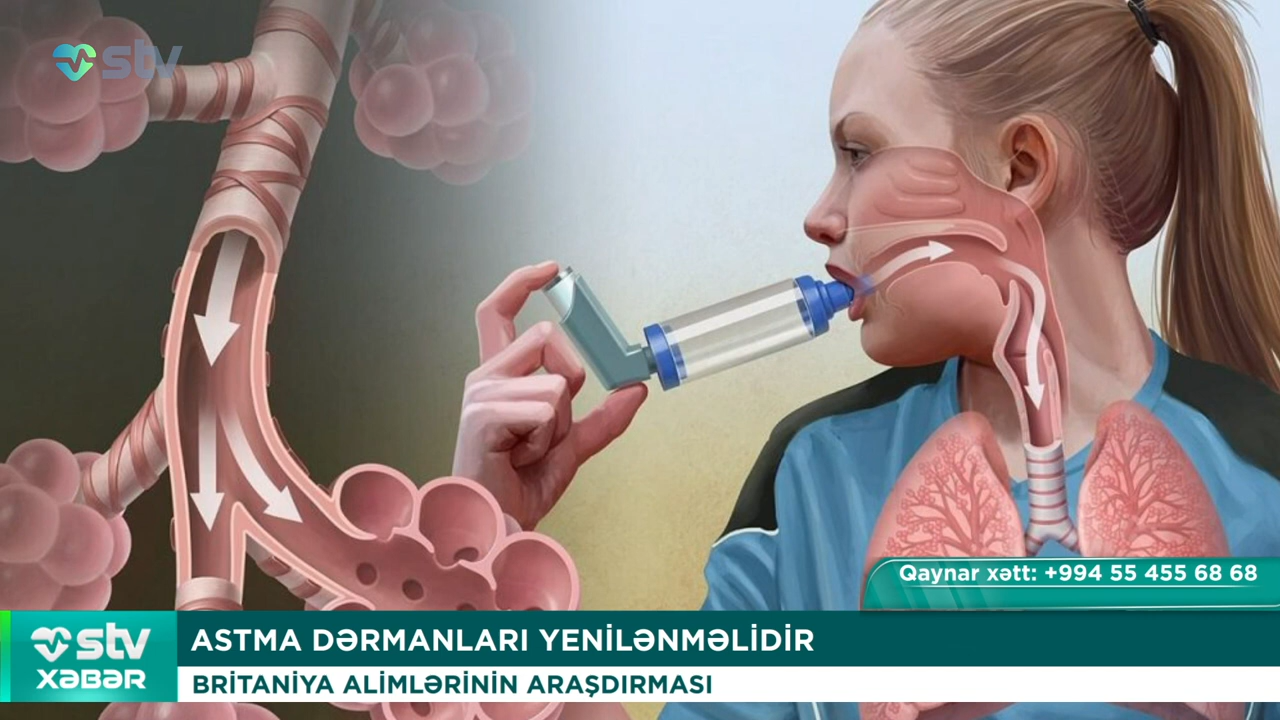 stv
Qaynar xətt: +994 55 455 68 68
stv
XƏBƏR
ASTMA DƏRMANLARI YENİLƏNMƏLİDİR
BRİTANİYA ALİMLƏRİNİN ARAŞDIRMASI